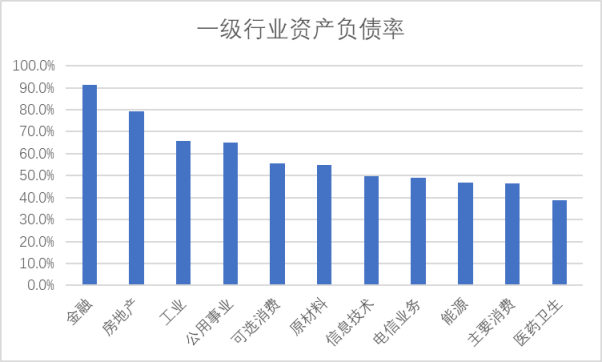 一级行业资产负债率
100.0%
90.0%
80.0%
70.0%
60.0%
50.0%
40.0%
30.0%
20.0%
10.0%
0.0%
金融
房地产
工业
公用事业
可选消费
原材料
信息技术
电信业务
能源
主要消费
医药卫生